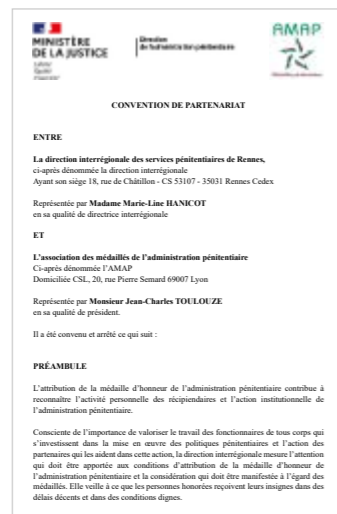 MINISTÈRE
DE LA JUSTICE
Liberté
Égalité
Fraternité
Direction
de l'administration pénitentiaire
AMAP
CONVENTION DE PARTENARIAT
ENTRE
La direction interrégionale des services pénitentiaires de Rennes,
ci-après dénommée la direction interrégionale
Ayant son siège 18, rue de Châtillon - CS 53107 - 35031 Rennes Cedex
Représentée par Madame Marie-Line HANICOT
en sa qualité de directrice interrégionale
ET
L'association des médaillés de l'administration pénitentiaire
Ci-après dénommée l'AMAP
Domiciliée CSL, 20, rue Pierre Semard 69007 Lyon
Représentée par Monsieur Jean-Charles TOULOUZE
en sa qualité de président.
Il a été convenu et arrêté ce qui suit :
PRÉAMBULE
L'attribution de la médaille d'honneur de l'administration pénitentiaire contribue à
reconnaître l'activité personnelle des récipiendaires et l'action institutionnelle de
l'administration pénitentiaire.
Consciente de l'importance de valoriser le travail des fonctionnaires de tous corps qui
s'investissent dans la mise en œuvre des politiques pénitentiaires et l'action des
partenaires qui les aident dans cette action, la direction interrégionale mesure l'attention
qui doit être apportée aux conditions d'attribution de la médaille d'honneur de
l'administration pénitentiaire et la considération qui doit être manifestée à l'égard des
médaillés. Elle veille à ce que les personnes honorées reçoivent leurs insignes dans des
délais décents et dans des conditions dignes.